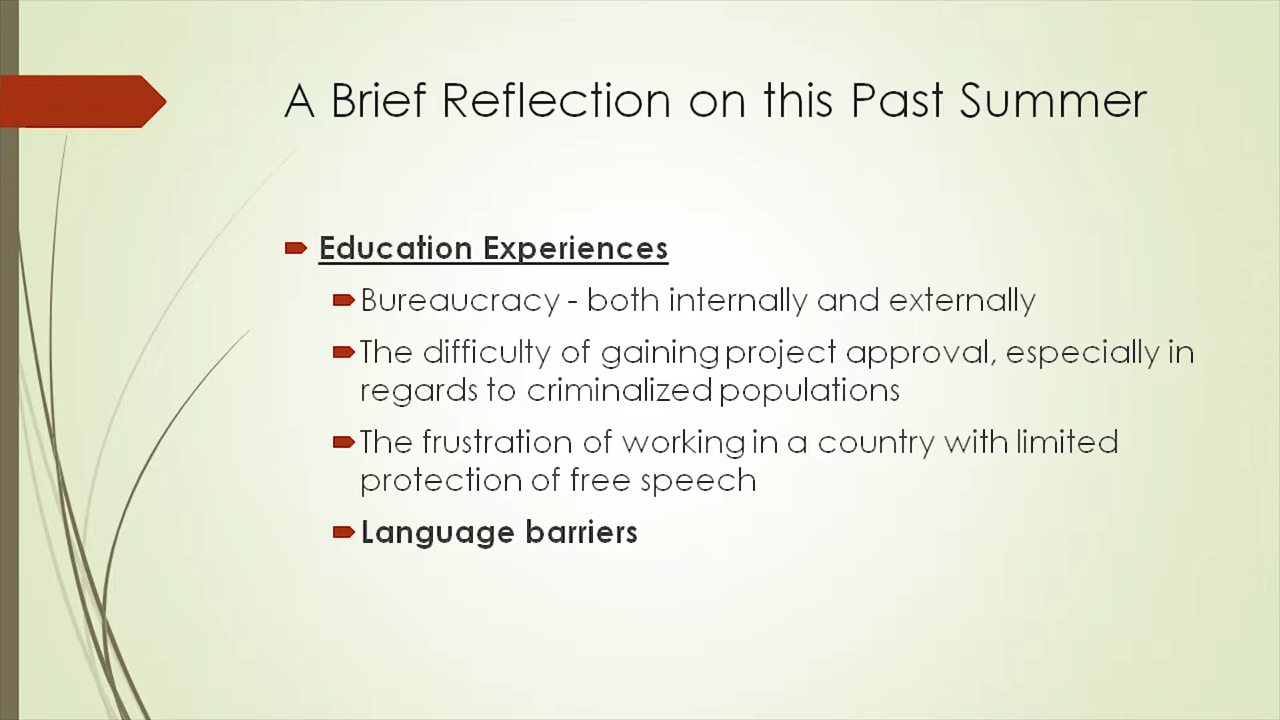 A Brief Reflection on this Past Summer
Education Experiences
Bureaucracy - both internally and externally
The difficulty of gaining project approval, especially in
regards to criminalized populations
The frustration of working in a country with limited
protection of free speech
Language barriers